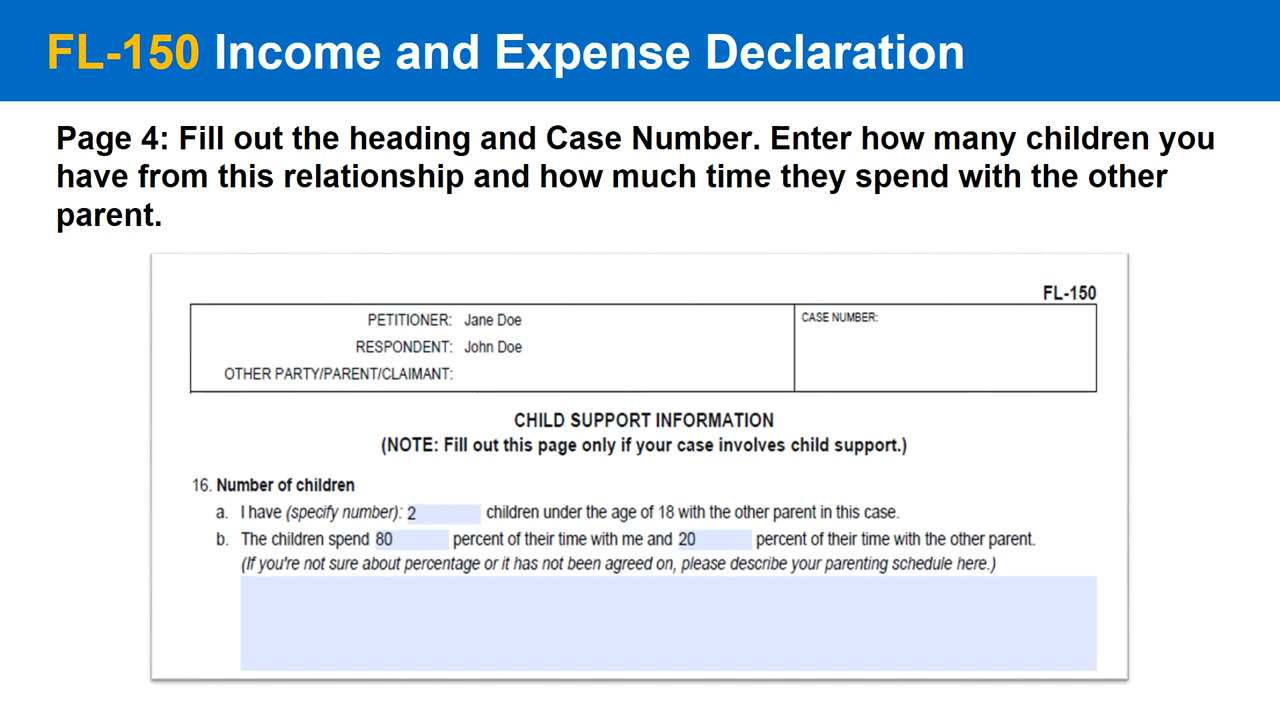 FL-150 Income and Expense Declaration
Page 4: Fill out the heading and Case Number. Enter how many children you
have from this relationship and how much time they spend with the other
parent.
FL-150
PETITIONER: Jane Doe
CASE NUMBER:
RESPONDENT: John Doe
OTHER PARTY/PARENT/CLAIMANT:
CHILD SUPPORT INFORMATION
(NOTE: Fill out this page only if your case involves child support.)
16. Number of children
a. I have (specify number): 2 children under the age of 18 with the other parent in this case.
b. The children spend 80 percent of their time with me and 20 percent of their time with the other parent.
(If you're not sure about percentage or it has not been agreed on, please describe your parenting schedule here.)